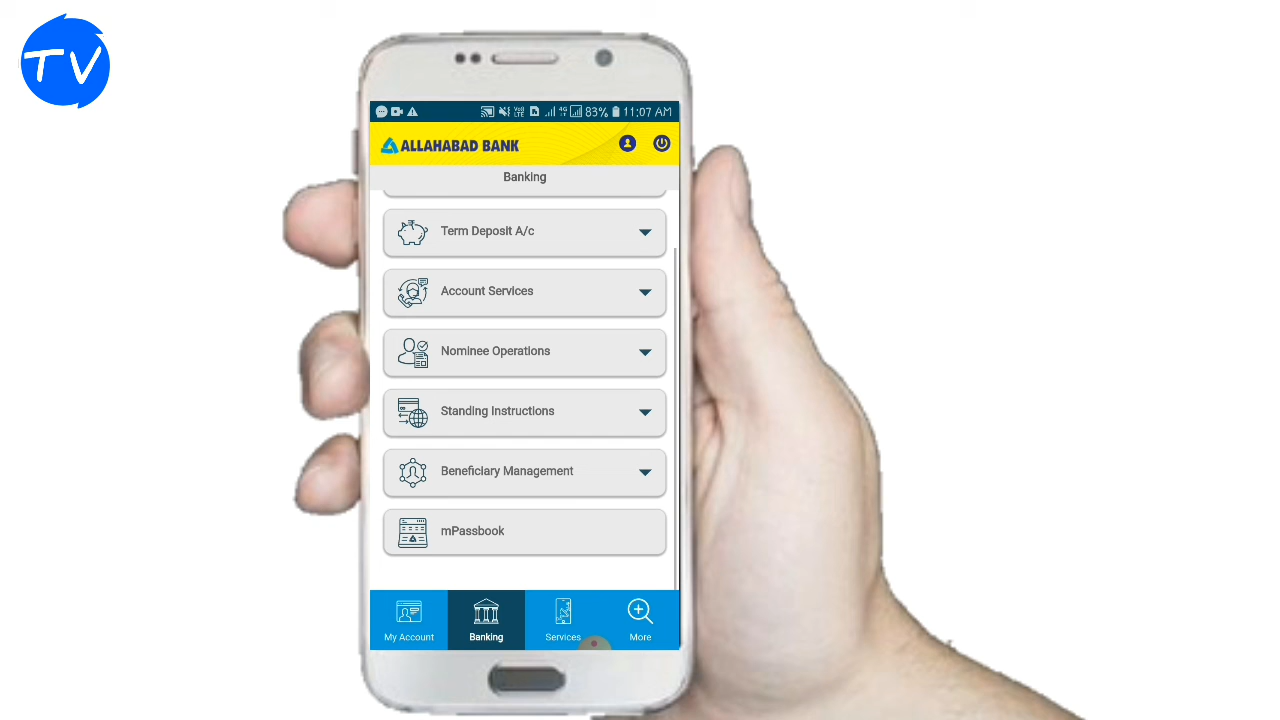 TV
83% 11:07 AM
ALLAHABAD BANK
Banking
Term Deposit A/c
Account Services
Nominee Operations
Standing Instructions
Beneficiary Management
mPassbook
My Account
Banking
Services
More